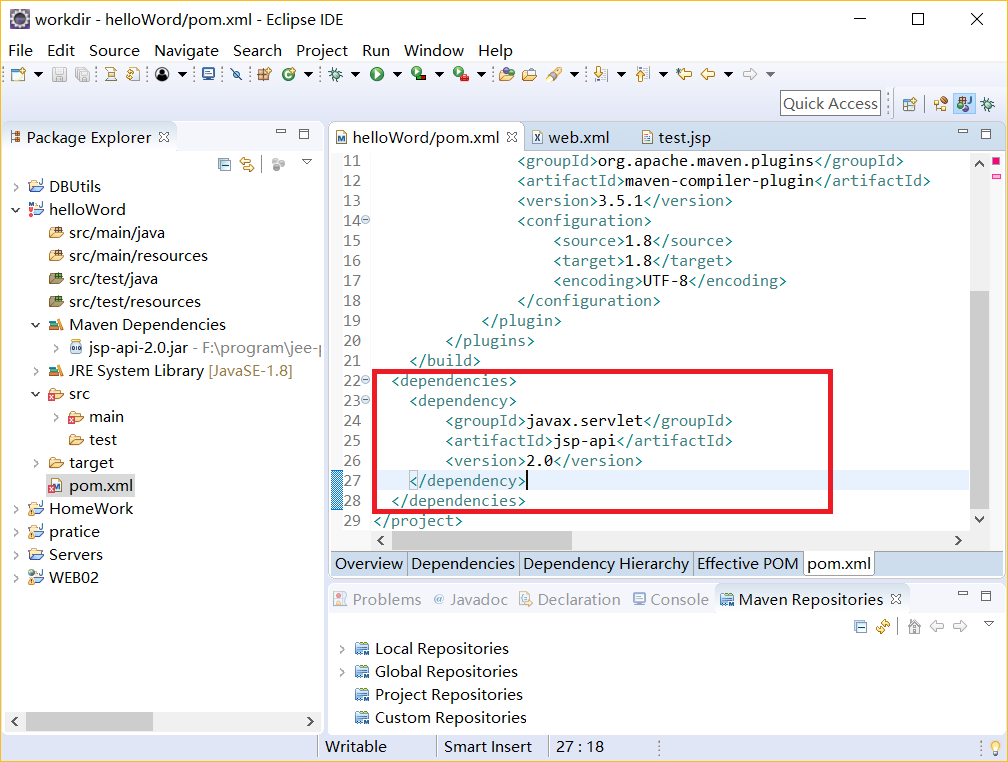 workdir - helloWord/pom.xml - Eclipse IDE
File Edit Source Navigate Search Project Run Window Help
Quick Access
Package Explorer
DBUtils
helloWord
src/main/java
src/main/resources
src/test/java
src/test/resources
Maven Dependencies
jsp-api-2.0.jar - F:\program\jee-
JRE System Library [JavaSE-1.8]
src
main
test
target
pom.xml
HomeWork
pratice
Servers
WEB02
helloWord/pom.xml web.xml test.jsp
11 <groupId>org.apache.maven.plugins</groupId>
12 <artifactId>maven-compiler-plugin</artifactId>
13 <version>3.5.1</version>
14 <configuration>
15 <source>1.8</source>
16 <target>1.8</target>
17 <encoding>UTF-8</encoding>
18 </configuration>
19 </plugin>
20 </plugins>
21 </build>
22 <dependencies>
23 <dependency>
24 <groupId>javax.servlet</groupId>
25 <artifactId>jsp-api</artifactId>
26 <version>2.0</version>
27 </dependency>
28 </dependencies>
29 </project>
Overview Dependencies Dependency Hierarchy Effective POM pom.xml
Problems @ Javadoc Declaration Console Maven Repositories
Local Repositories
Global Repositories
Project Repositories
Custom Repositories
Writable Smart Insert 27 : 18